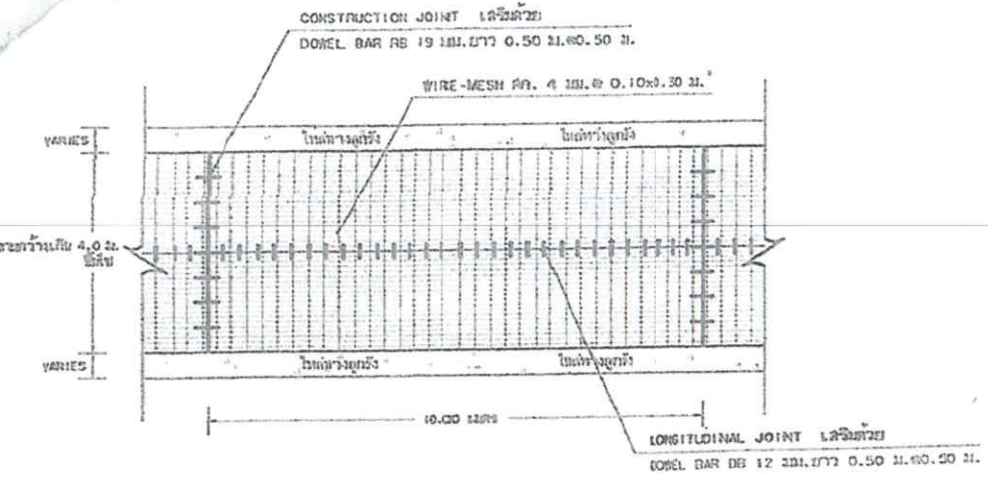 CONSTRUCTION JOINT เสริมด้วย
DOWEL BAR RB 19 มม.ยาว 0.50 ม.@0.50 ม.
WIRE-MESH ศก. 4 มม.@ 0.10x0.30 ม.
VARIES
ไหล่ทางลูกรัง ไหล่ทางลูกรัง
กว้างเกิน 4.0 ม.
ขึ้นไป
VARIES
ไหล่ทางลูกรัง ไหล่ทางลูกรัง
10.00 เมตร
LONGITUDINAL JOINT เสริมด้วย
DOWEL BAR DB 12 มม.ยาว 0.50 ม.@0.50 ม.